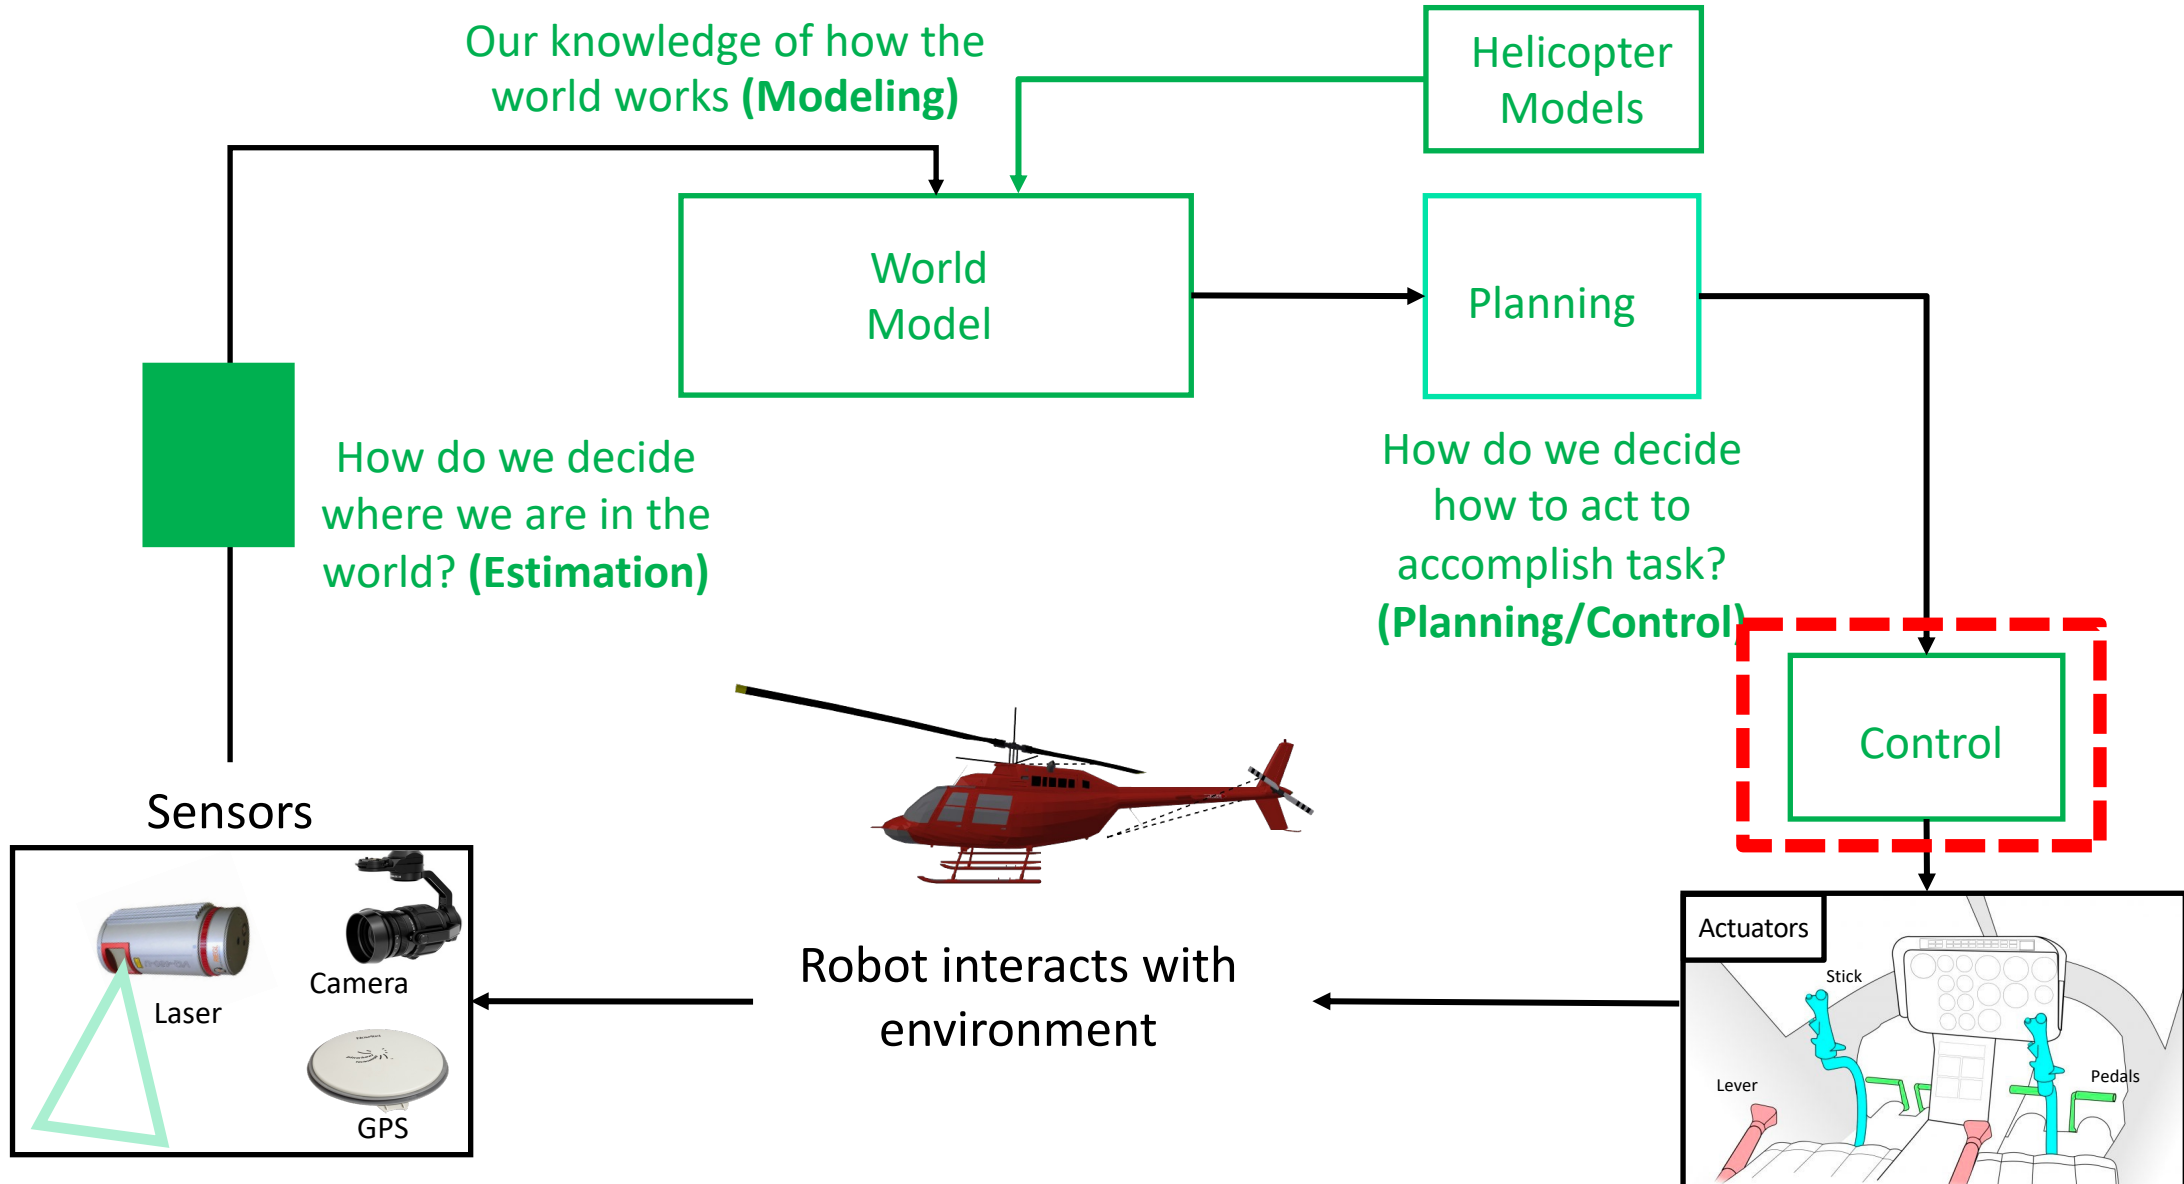 Our knowledge of how the
world works (Modeling)
Helicopter
Models
World
Model
Planning
How do we decide
where we are in the
world? (Estimation)
How do we decide
how to act to
accomplish task?
(Planning/Control)
Control
Sensors
Camera
Laser
GPS
Robot interacts with
environment
Actuators
Stick
Lever
Pedals